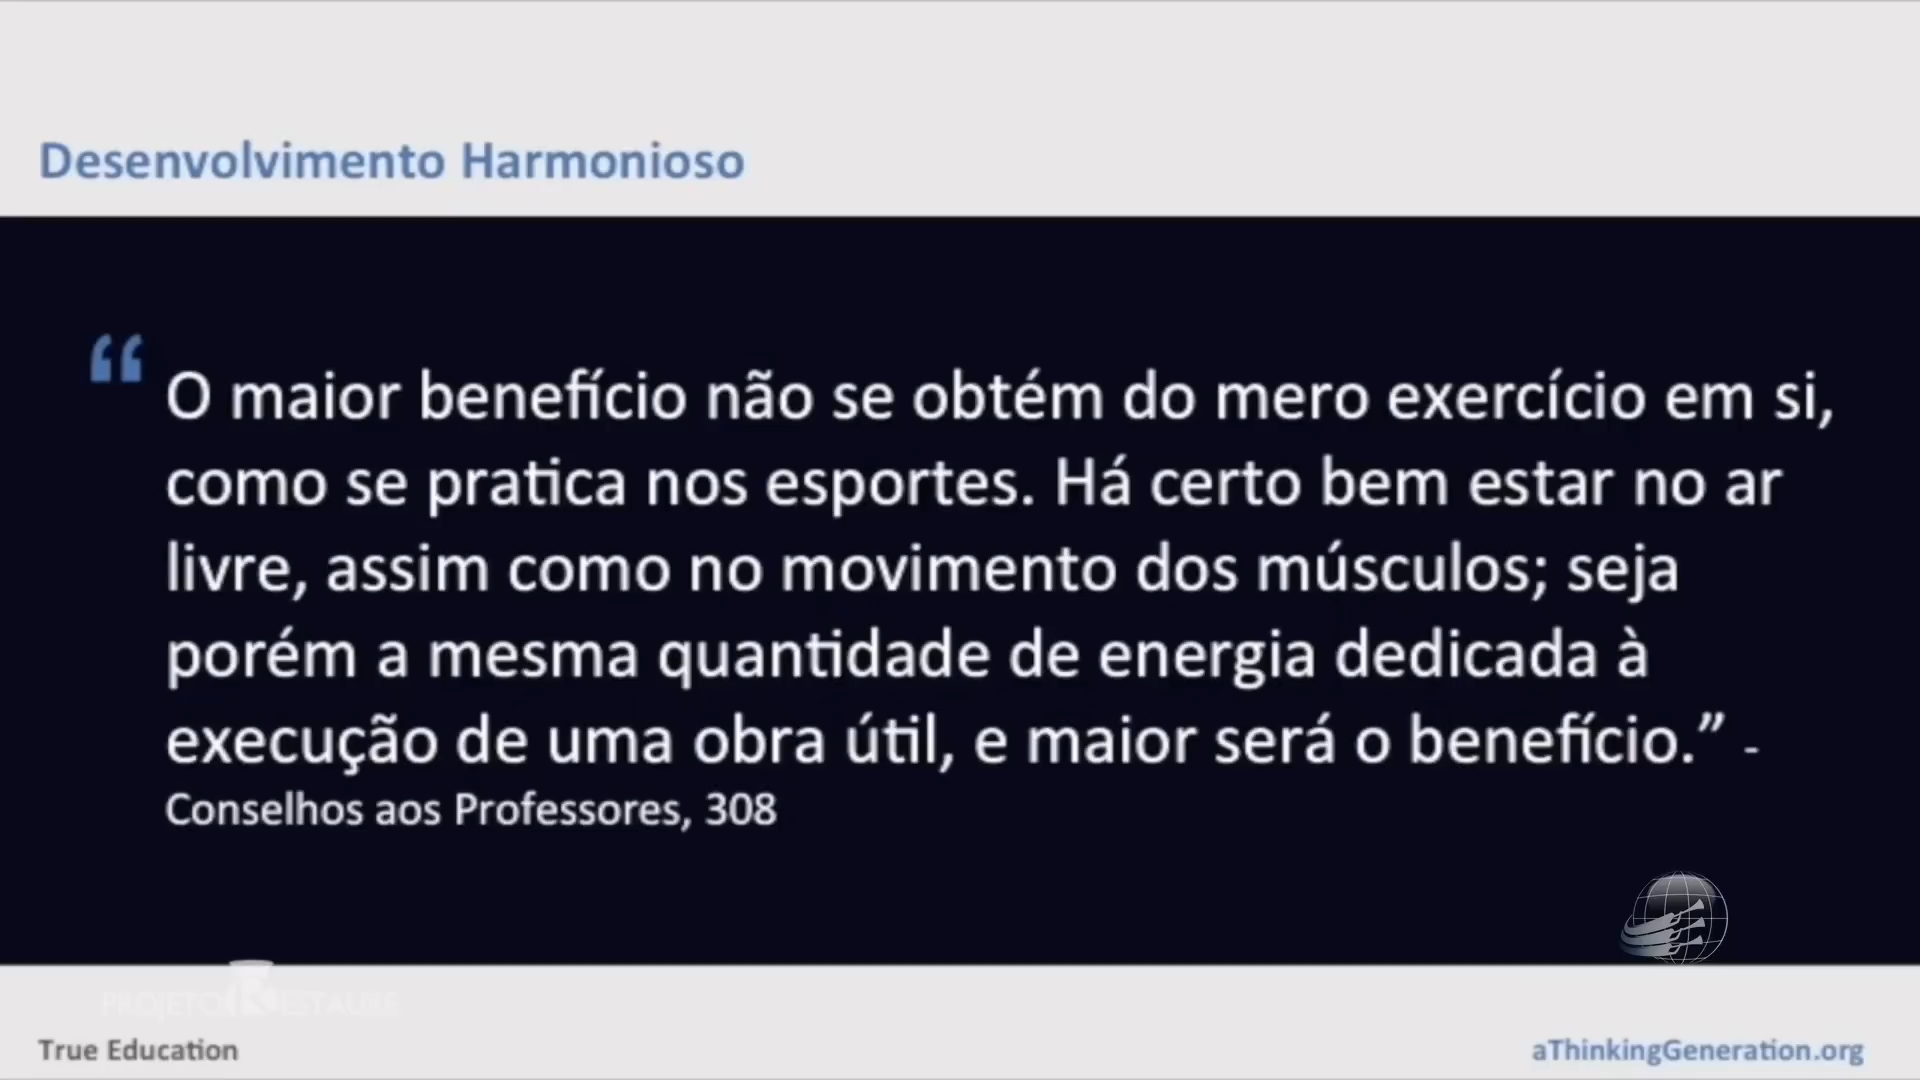 Desenvolvimento Harmonioso
“ O maior benefício não se obtém do mero exercício em si,
como se pratica nos esportes. Há certo bem estar no ar
livre, assim como no movimento dos músculos; seja
porém a mesma quantidade de energia dedicada à
execução de uma obra útil, e maior será o benefício.” -
Conselhos aos Professores, 308
PROJETO RESTAURE
True Education
aThinkingGeneration.org